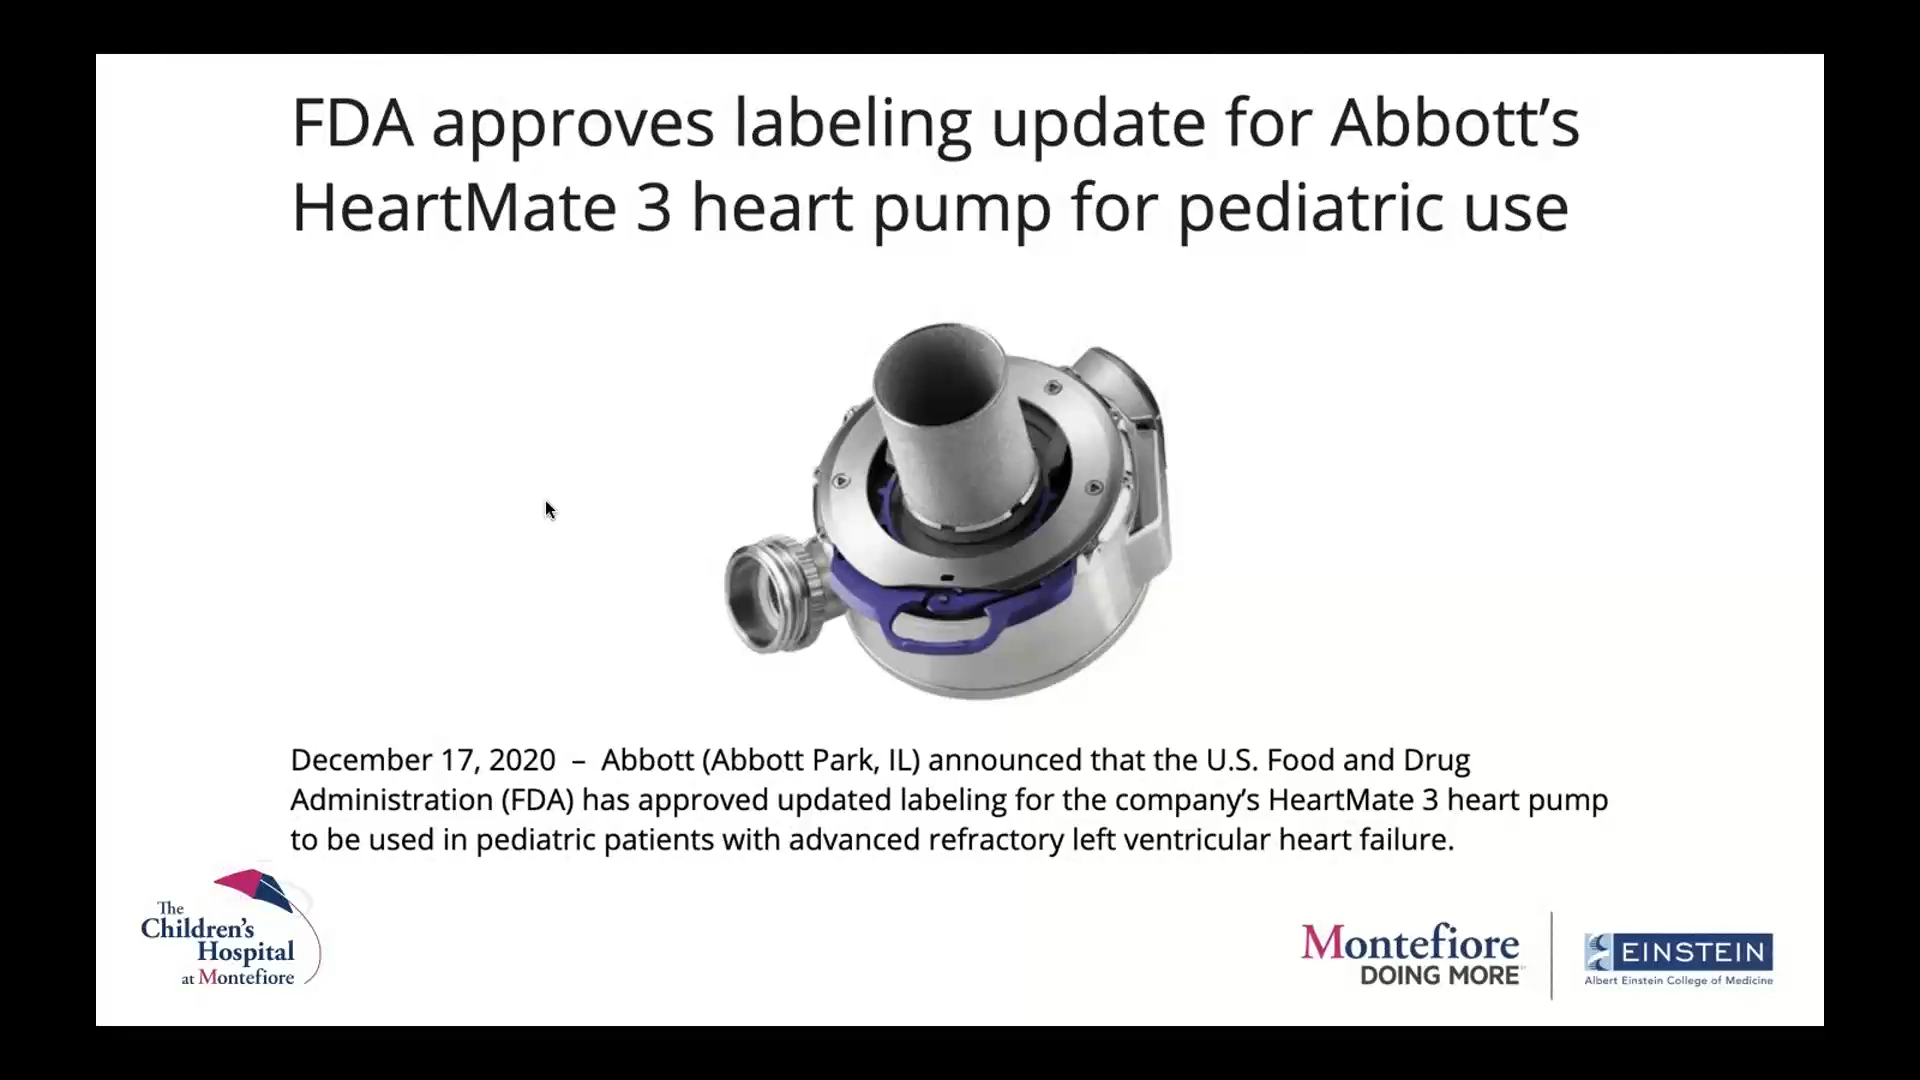 FDA approves labeling update for Abbott’s
HeartMate 3 heart pump for pediatric use
December 17, 2020 – Abbott (Abbott Park, IL) announced that the U.S. Food and Drug
Administration (FDA) has approved updated labeling for the company’s HeartMate 3 heart pump
to be used in pediatric patients with advanced refractory left ventricular heart failure.
The
Children’s
Hospital
at Montefiore
Montefiore
DOING MORE
EINSTEIN
Albert Einstein College of Medicine